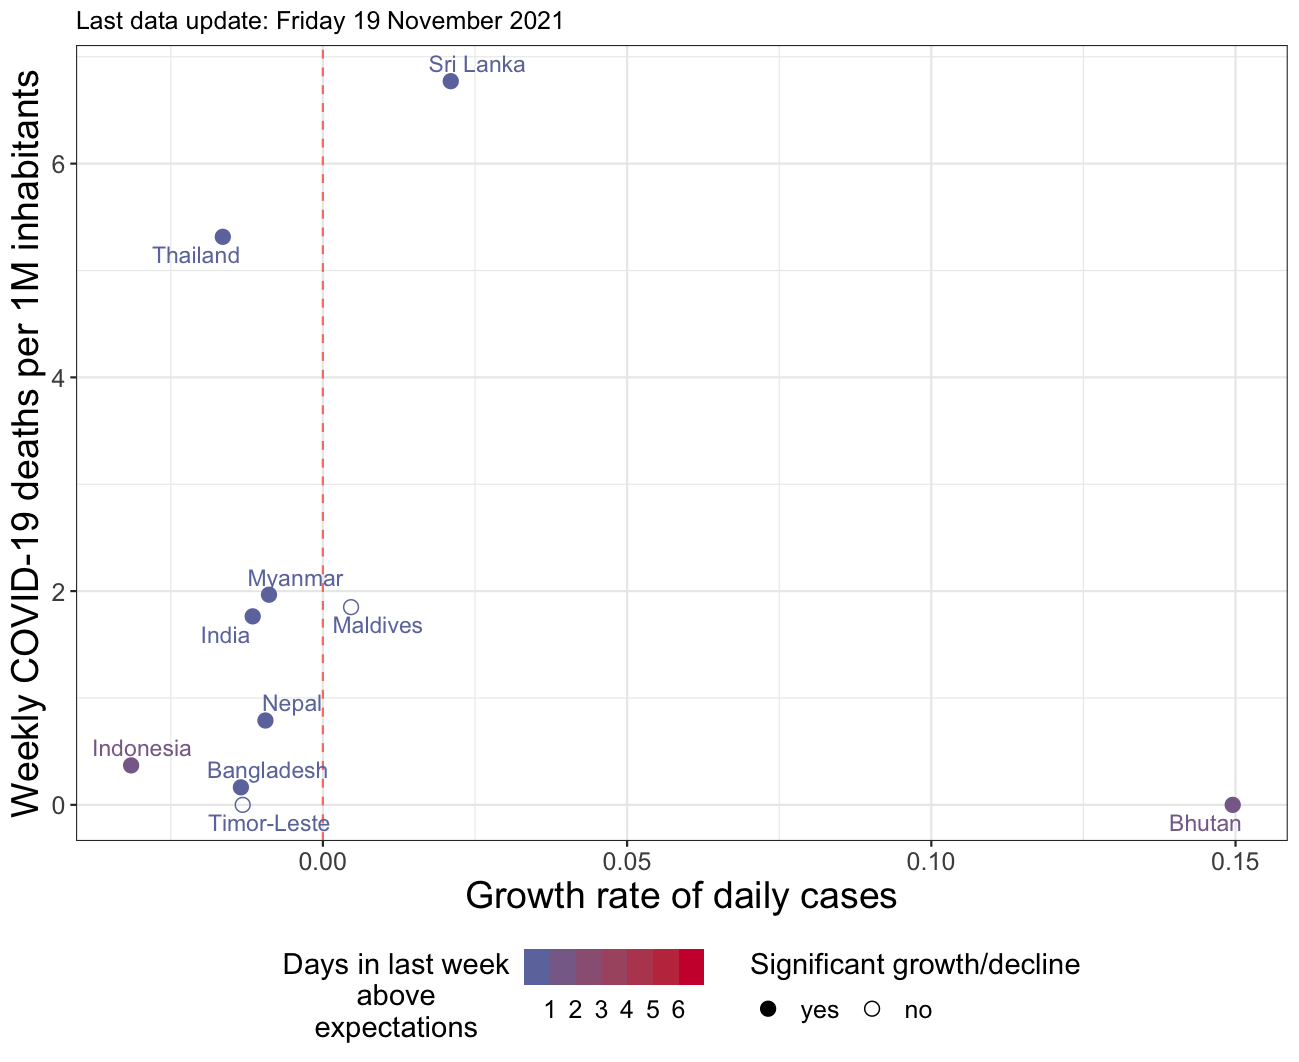 Last data update: Friday 19 November 2021
Weekly COVID-19 deaths per 1M inhabitants
6
4
2
0
Sri Lanka
Thailand
Myanmar
Maldives
India
Nepal
Indonesia
Bangladesh
Timor-Leste
Bhutan
0.00 0.05 0.10 0.15
Growth rate of daily cases
Days in last week
above
expectations
1 2 3 4 5 6
Significant growth/decline
yes no